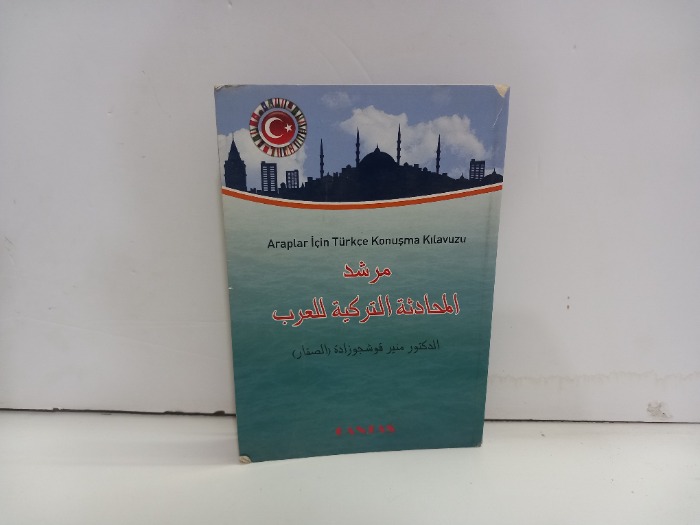 Araplar İçin Türkçe Konuşma Kılavuzu
مرشد
المحادثة التركية للعرب
الدكتور منير قوشجوزادة (الصقار)